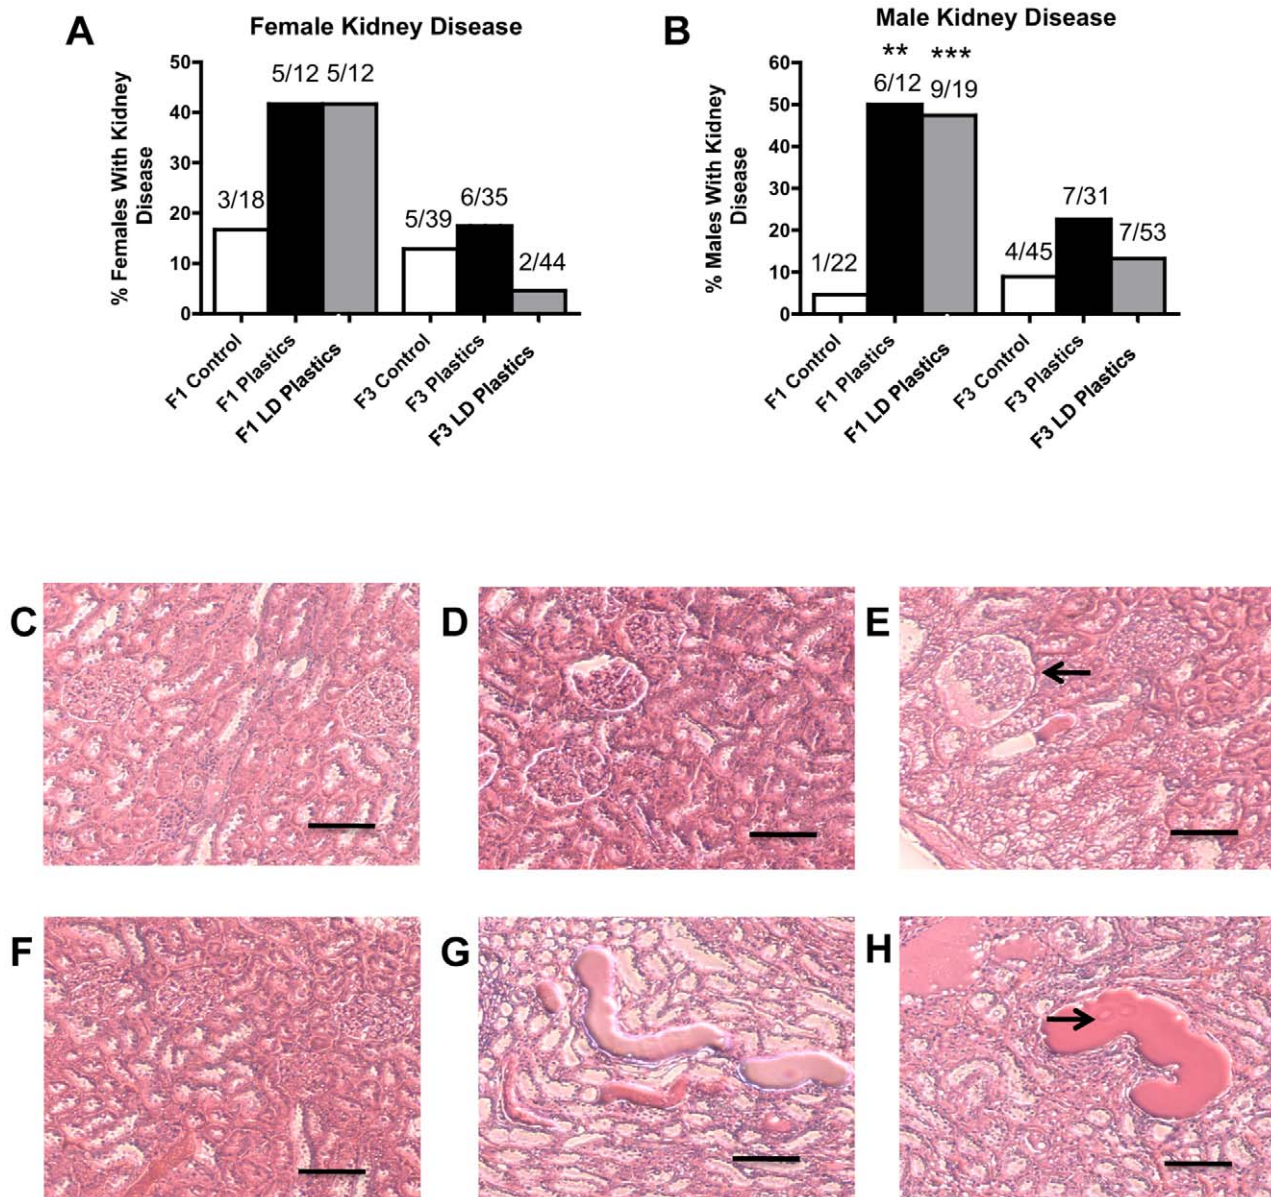 A
Female Kidney Disease
% Females With Kidney
Disease
50
40
30
20
10
0
3/18
5/12
5/12
5/39
6/35
2/44
F1 Control
F1 Plastics
F1 LD Plastics
F3 Control
F3 Plastics
F3 LD Plastics
B
Male Kidney Disease
% Males With Kidney
Disease
60
50
40
30
20
10
0
1/22
**
6/12
***
9/19
4/45
7/31
7/53
F1 Control
F1 Plastics
F1 LD Plastics
F3 Control
F3 Plastics
F3 LD Plastics
C
D
E
F
G
H